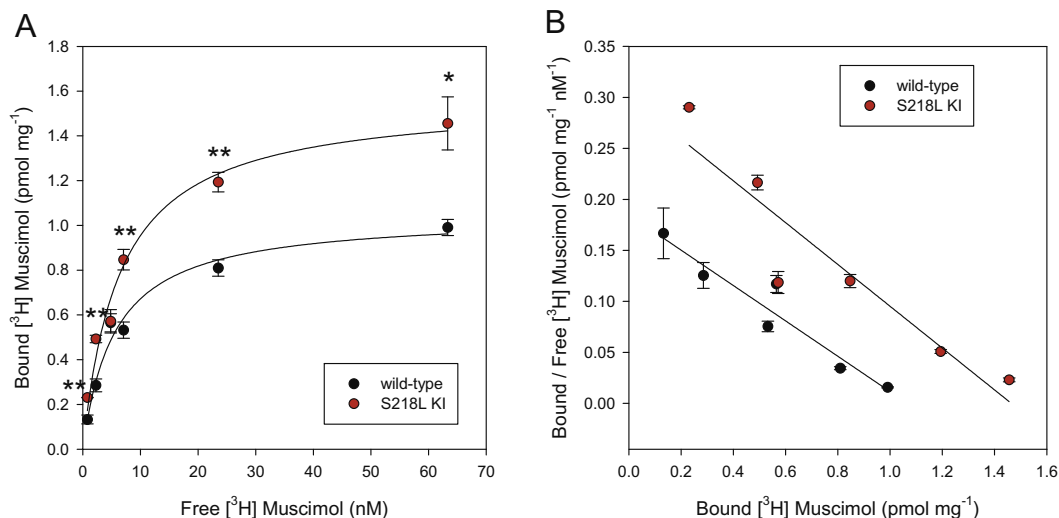 A
Bound [³H] Muscimol (pmol mg⁻¹)
1.8
1.6
1.4
1.2
1.0
0.8
0.6
0.4
0.2
0.0
**
**
**
**
*
wild-type
S218L KI
0 10 20 30 40 50 60 70
Free [³H] Muscimol (nM)
B
Bound / Free [³H] Muscimol (pmol mg⁻¹ nM⁻¹)
0.35
0.30
0.25
0.20
0.15
0.10
0.05
0.00
wild-type
S218L KI
0.0 0.2 0.4 0.6 0.8 1.0 1.2 1.4 1.6
Bound [³H] Muscimol (pmol mg⁻¹)